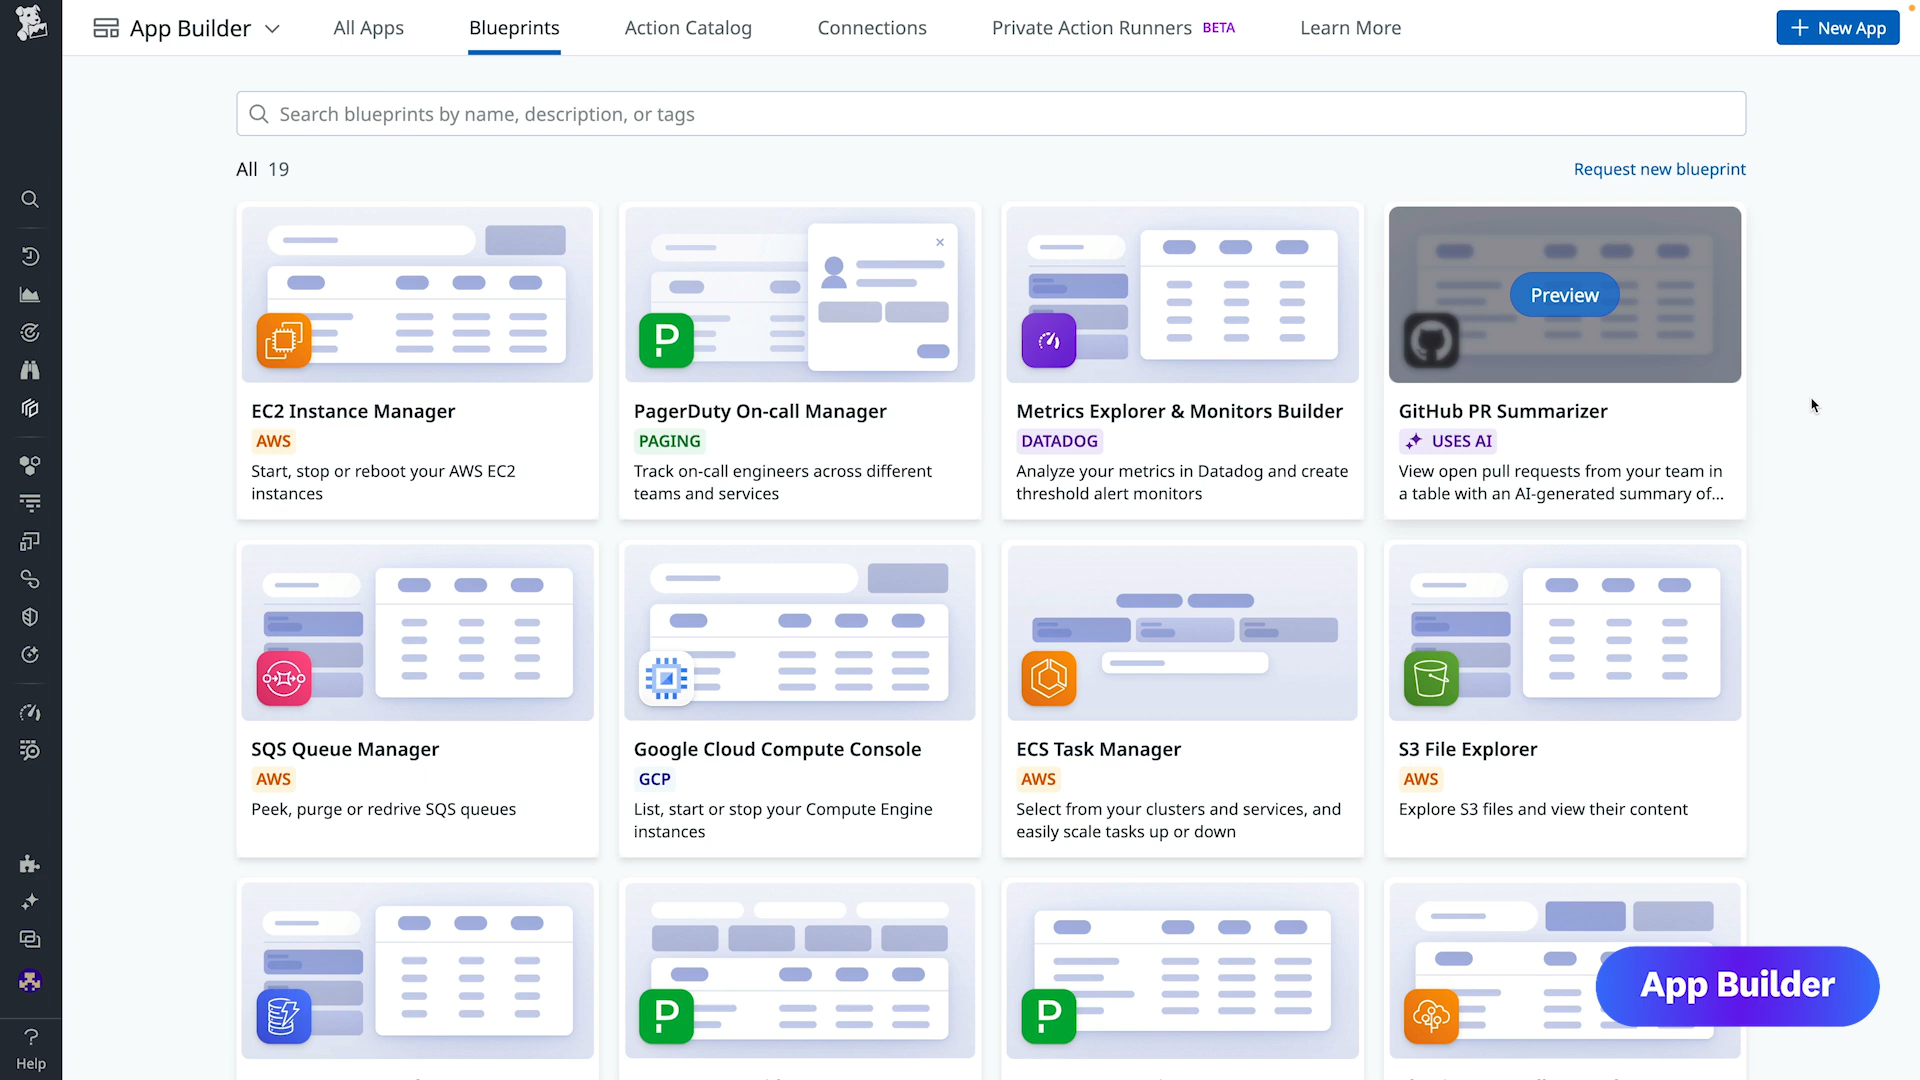 App Builder
All Apps
Blueprints
Action Catalog
Connections
Private Action Runners BETA
Learn More
New App
Search blueprints by name, description, or tags
All 19
Request new blueprint
Preview
EC2 Instance Manager
AWS
Start, stop or reboot your AWS EC2
instances
PagerDuty On-call Manager
PAGING
Track on-call engineers across different
teams and services
Metrics Explorer & Monitors Builder
DATADOG
Analyze your metrics in Datadog and create
threshold alert monitors
GitHub PR Summarizer
USES AI
View open pull requests from your team in
a table with an AI-generated summary of...
SQS Queue Manager
AWS
Peek, purge or redrive SQS queues
Google Cloud Compute Console
GCP
List, start or stop your Compute Engine
instances
ECS Task Manager
AWS
Select from your clusters and services, and
easily scale tasks up or down
S3 File Explorer
AWS
Explore S3 files and view their content
P
P
P
App Builder
Help